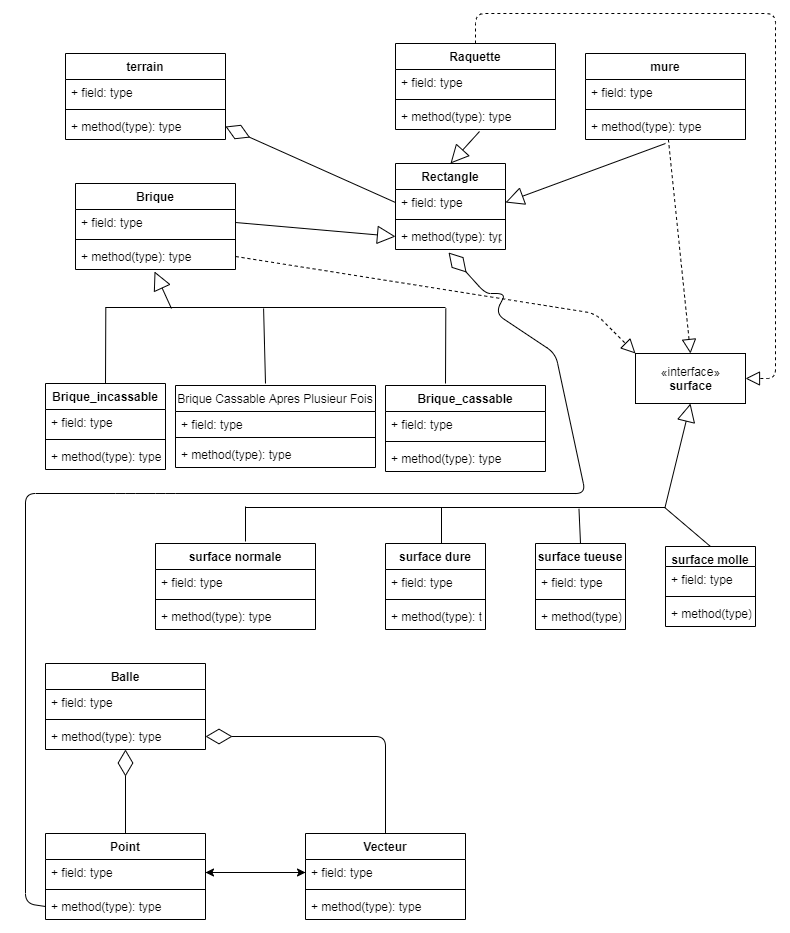 terrain
+ field: type
+ method(type): type
Raquette
+ field: type
+ method(type): type
mure
+ field: type
+ method(type): type
Brique
+ field: type
+ method(type): type
Rectangle
+ field: type
+ method(type): typ
«interface»
surface
Brique_incassable
+ field: type
+ method(type): type
Brique Cassable Apres Plusieur Fois
+ field: type
+ method(type): type
Brique_cassable
+ field: type
+ method(type): type
surface normale
+ field: type
+ method(type): type
surface dure
+ field: type
+ method(type): t
surface tueuse
+ field: type
+ method(type)
surface molle
+ field: type
+ method(type)
Balle
+ field: type
+ method(type): type
Point
+ field: type
+ method(type): type
Vecteur
+ field: type
+ method(type): type